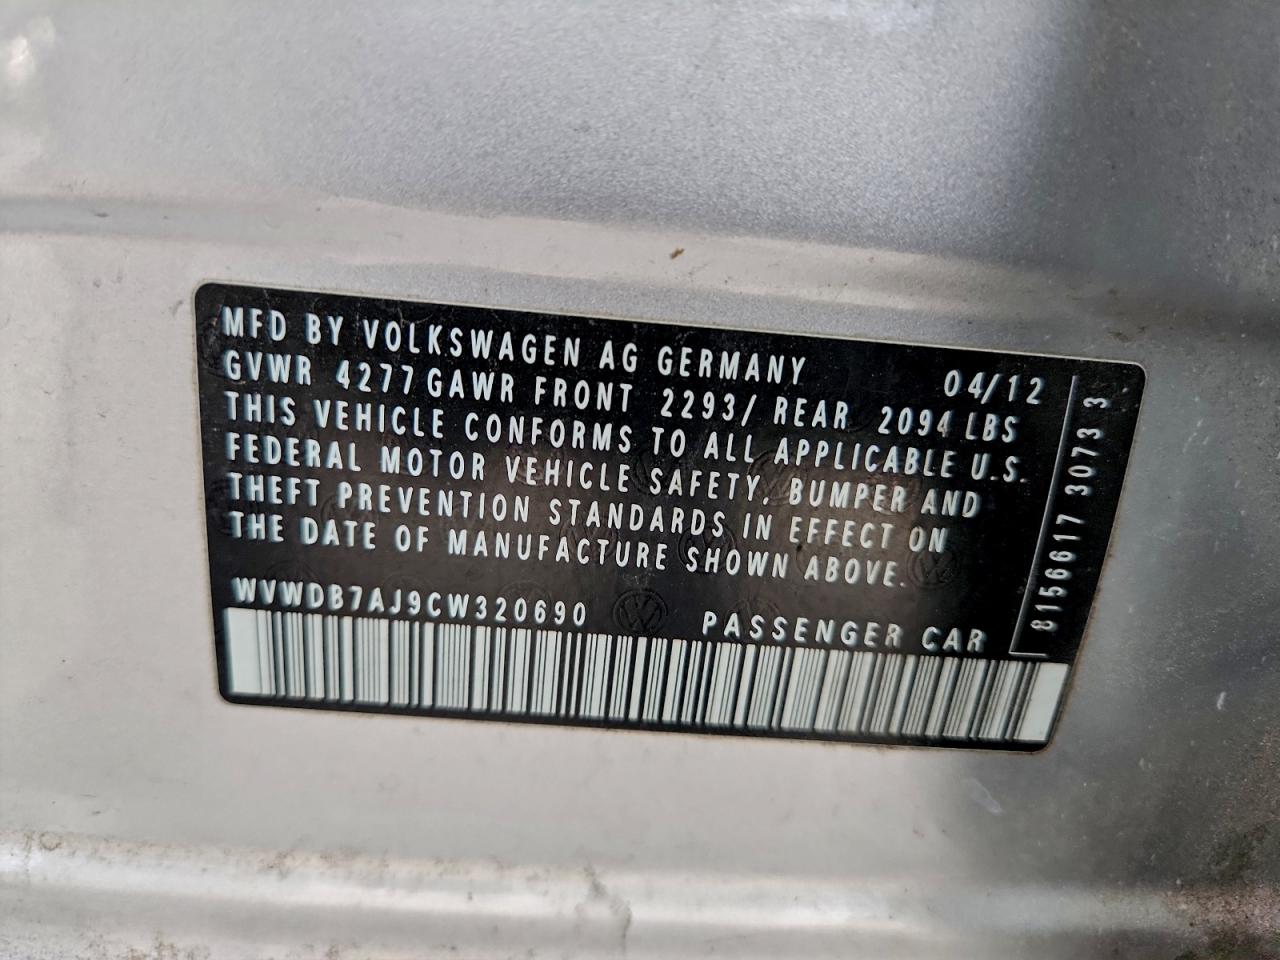 MFD BY VOLKSWAGEN AG GERMANY 04/12
GVWR 4277 GAWR FRONT 2293/ REAR 2094 LBS
THIS VEHICLE CONFORMS TO ALL APPLICABLE U.S.
FEDERAL MOTOR VEHICLE SAFETY, BUMPER AND
THEFT PREVENTION STANDARDS IN EFFECT ON
THE DATE OF MANUFACTURE SHOWN ABOVE.
WVWDB7AJ9CW320690 PASSENGER CAR
8156617 3073 3